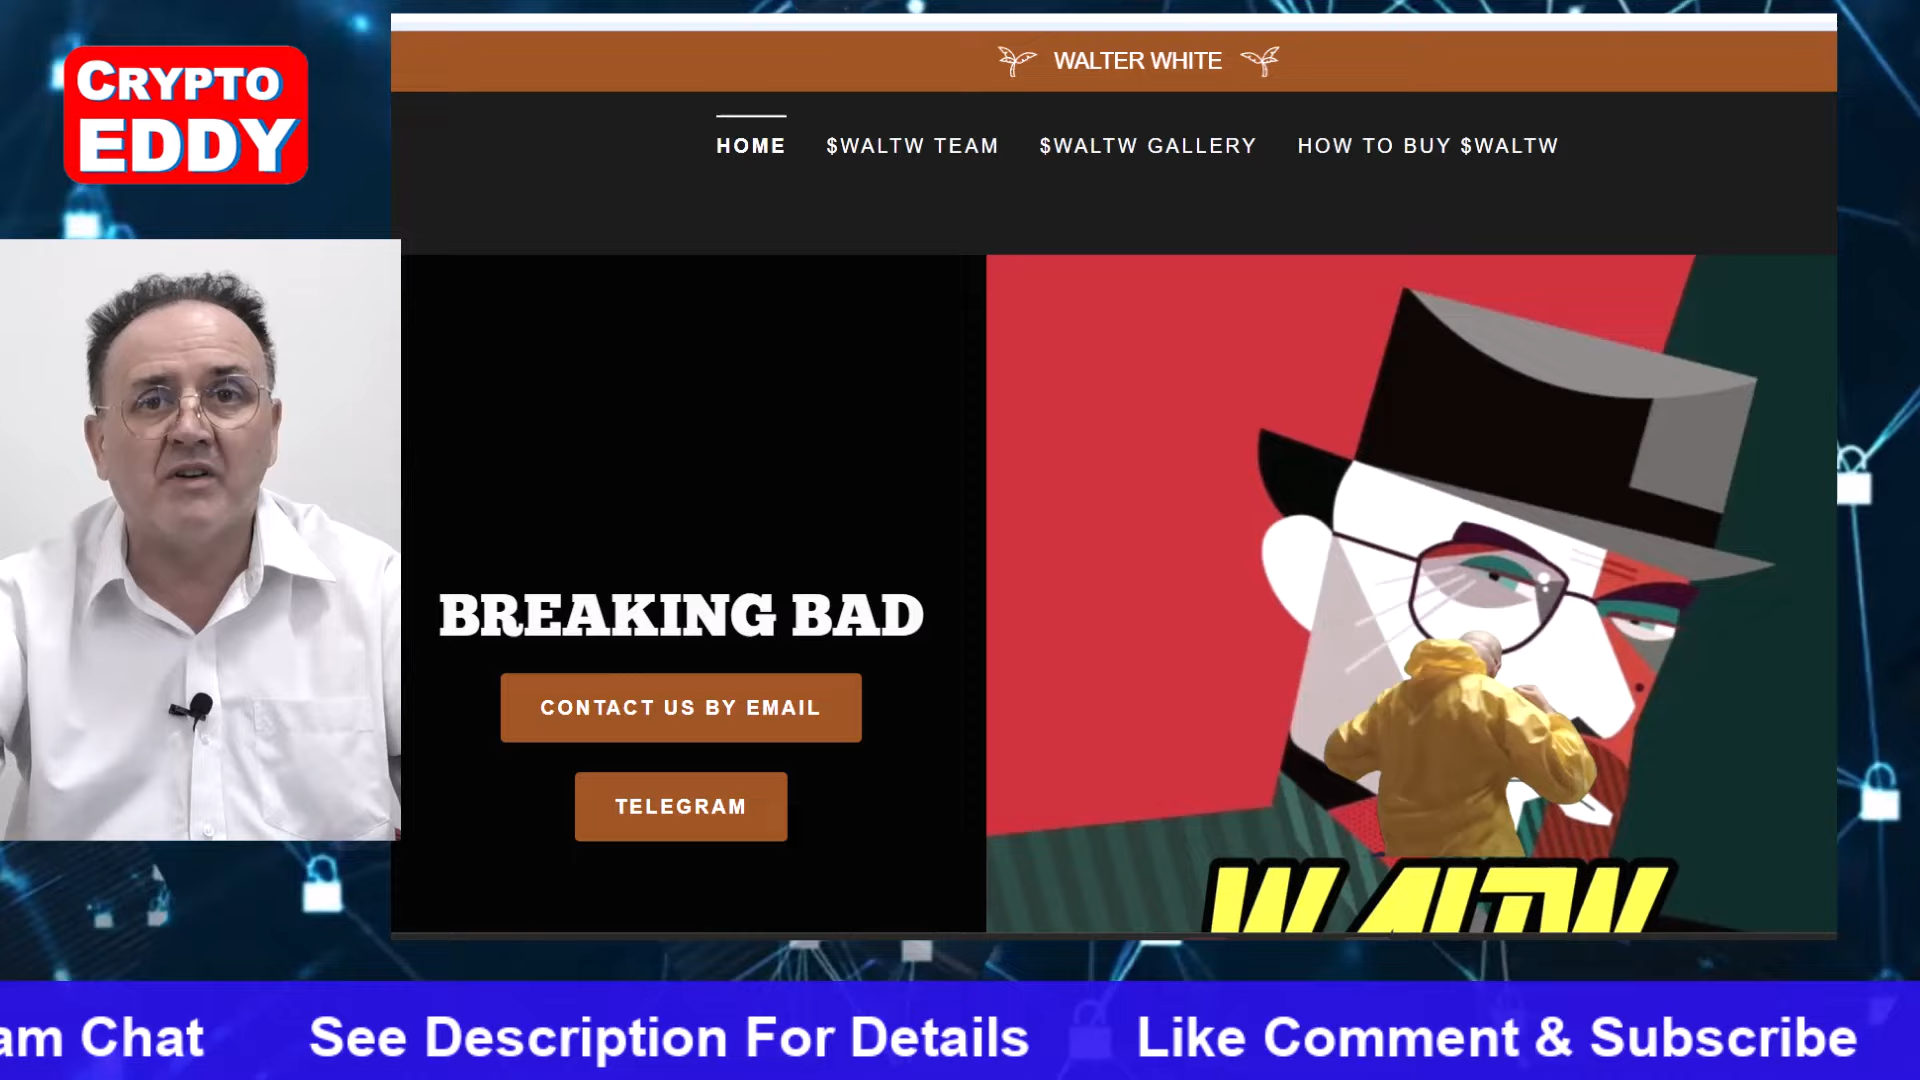 CRYPTO
EDDY
WALTER WHITE
HOME $WALTW TEAM $WALTW GALLERY HOW TO BUY $WALTW
BREAKING BAD
CONTACT US BY EMAIL
TELEGRAM
WALTW
am Chat See Description For Details Like Comment & Subscribe